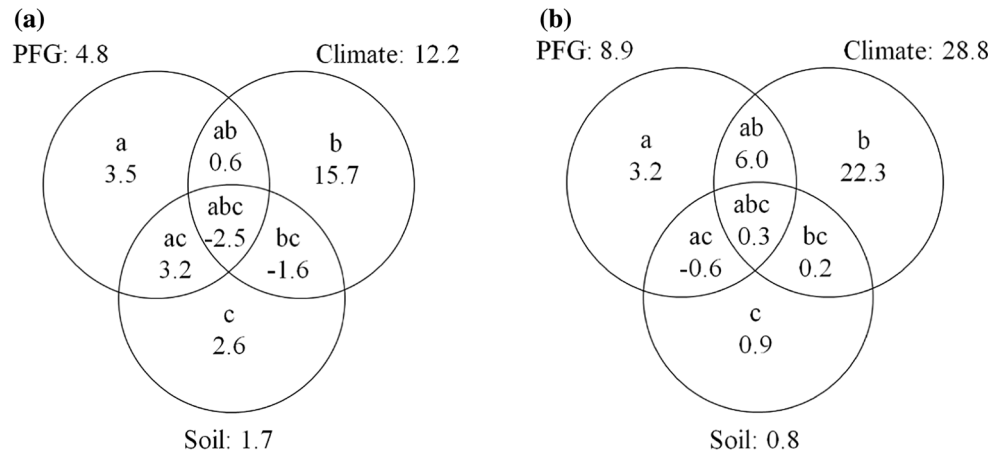 (a)
PFG: 4.8
Climate: 12.2
a
3.5
ab
0.6
b
15.7
abc
-2.5
ac
3.2
bc
-1.6
c
2.6
Soil: 1.7
(b)
PFG: 8.9
Climate: 28.8
a
3.2
ab
6.0
b
22.3
abc
0.3
ac
-0.6
bc
0.2
c
0.9
Soil: 0.8